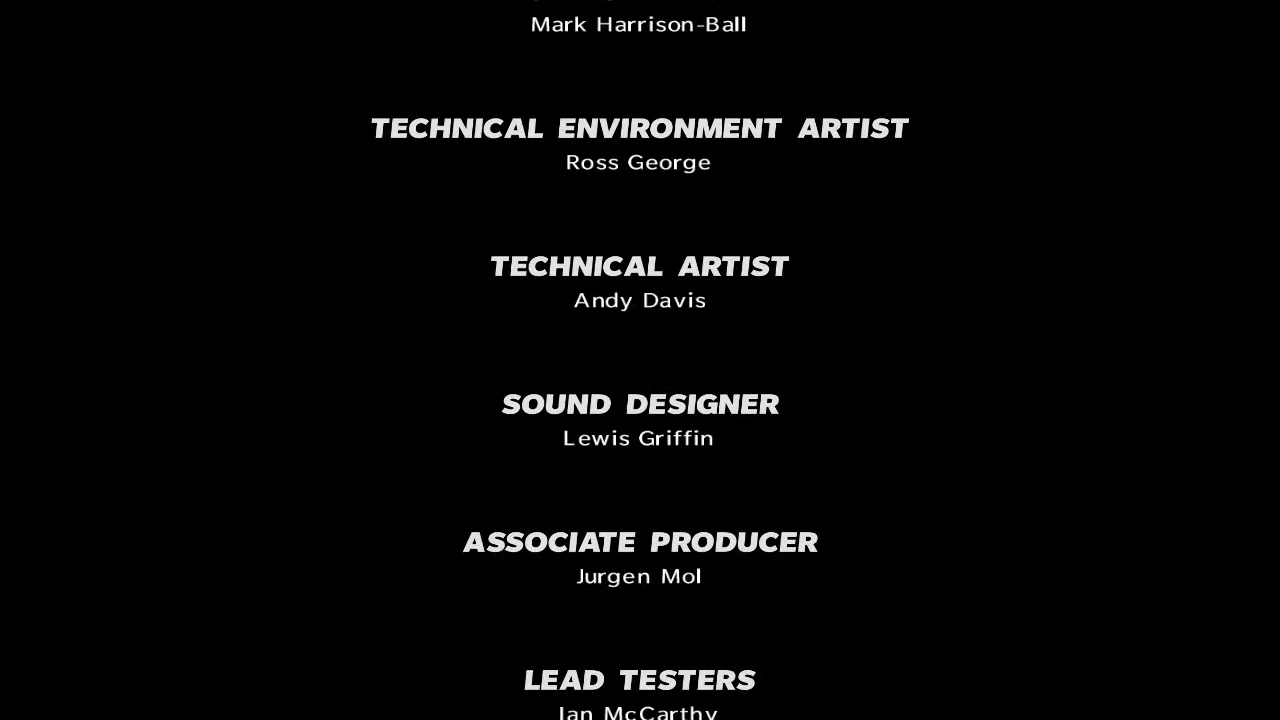 Mark Harrison-Ball
TECHNICAL ENVIRONMENT ARTIST
Ross George
TECHNICAL ARTIST
Andy Davis
SOUND DESIGNER
Lewis Griffin
ASSOCIATE PRODUCER
Jurgen Mol
LEAD TESTERS
Ian McCarthy